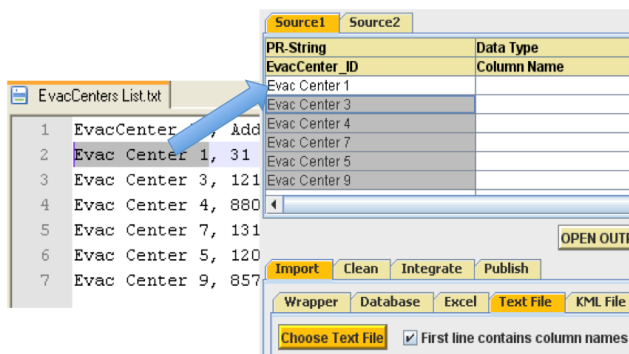 EvacCenters List.txt
1 EvacCenter , Add
2 Evac Center 1, 31
3 Evac Center 3, 121
4 Evac Center 4, 880
5 Evac Center 7, 131
6 Evac Center 5, 120
7 Evac Center 9, 857
Source1 Source2
PR-String Data Type
EvacCenter_ID Column Name
Evac Center 1
Evac Center 3
Evac Center 4
Evac Center 7
Evac Center 5
Evac Center 9
OPEN OUTP
Import Clean Integrate Publish
Wrapper Database Excel Text File KML File
Choose Text File First line contains column names